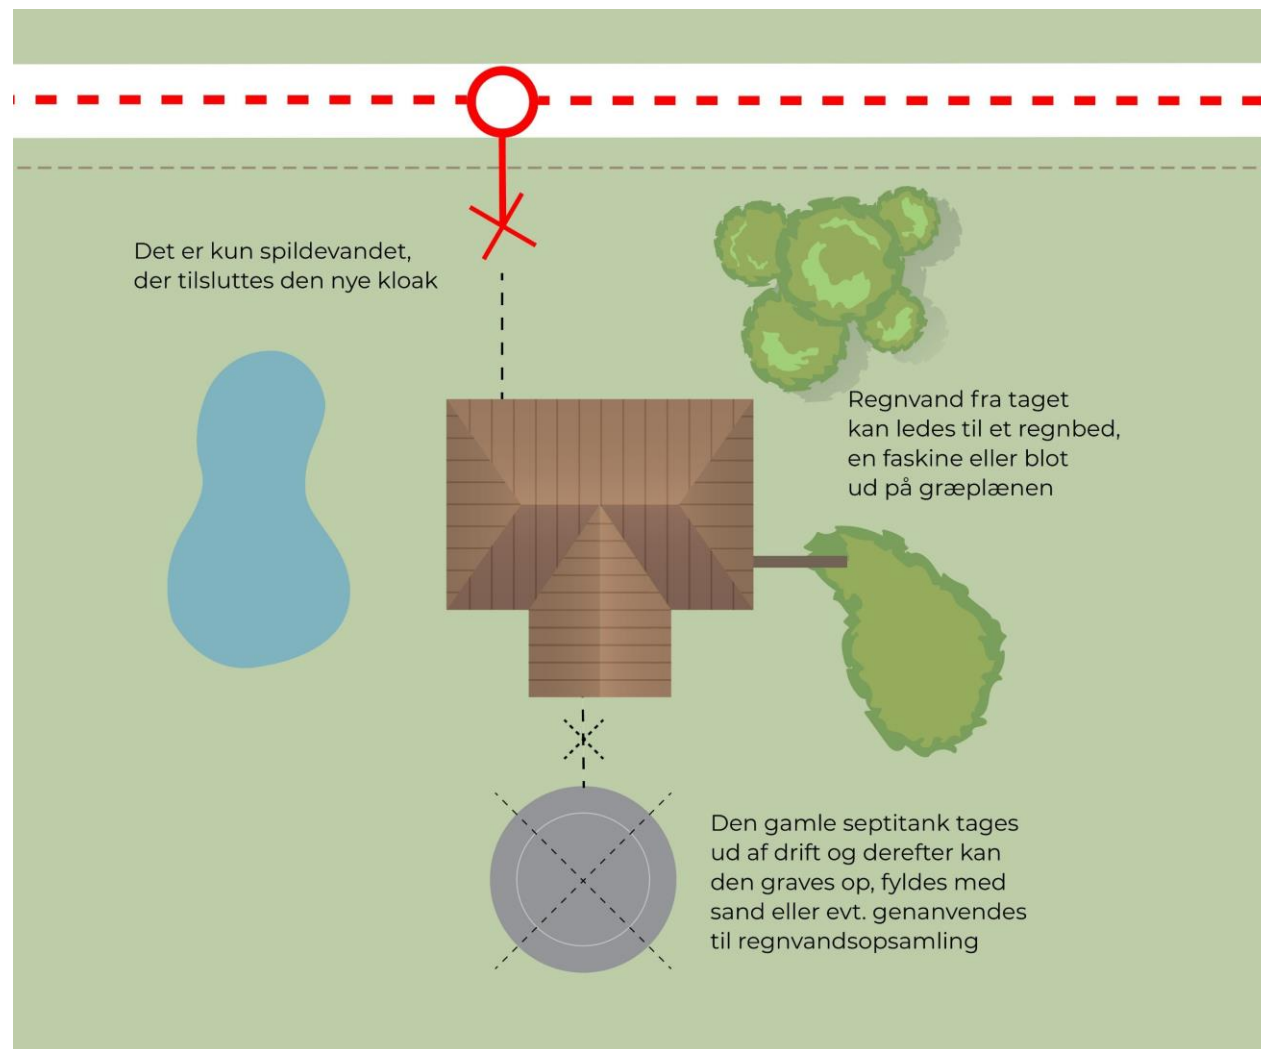 Det er kun spildevandet,
der tilsluttes den nye kloak
Regnvand fra taget
kan ledes til et regnbed,
en faskine eller blot
ud på græplænen
Den gamle septitank tages
ud af drift og derefter kan
den graves op, fyldes med
sand eller evt. genanvendes
til regnvandsopsamling